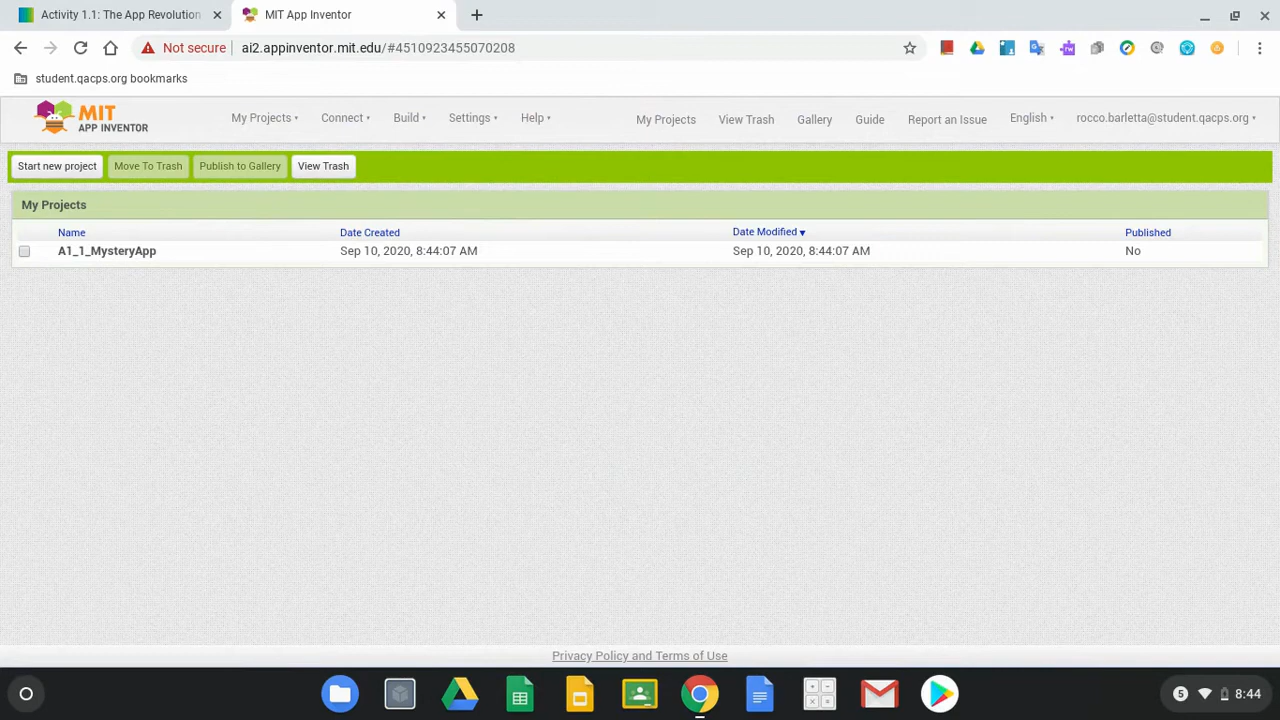 Activity 1.1: The App Revolution
MIT App Inventor
Not secure ai2.appinventor.mit.edu/#4510923455070208
student.qacps.org bookmarks
MIT
APP INVENTOR
My Projects Connect Build Settings Help My Projects View Trash Gallery Guide Report an Issue English rocco.barletta@student.qacps.org
Start new project Move To Trash Publish to Gallery View Trash
My Projects
Name Date Created Date Modified Published
A1_1_MysteryApp Sep 10, 2020, 8:44:07 AM Sep 10, 2020, 8:44:07 AM No
Privacy Policy and Terms of Use
5 8:44